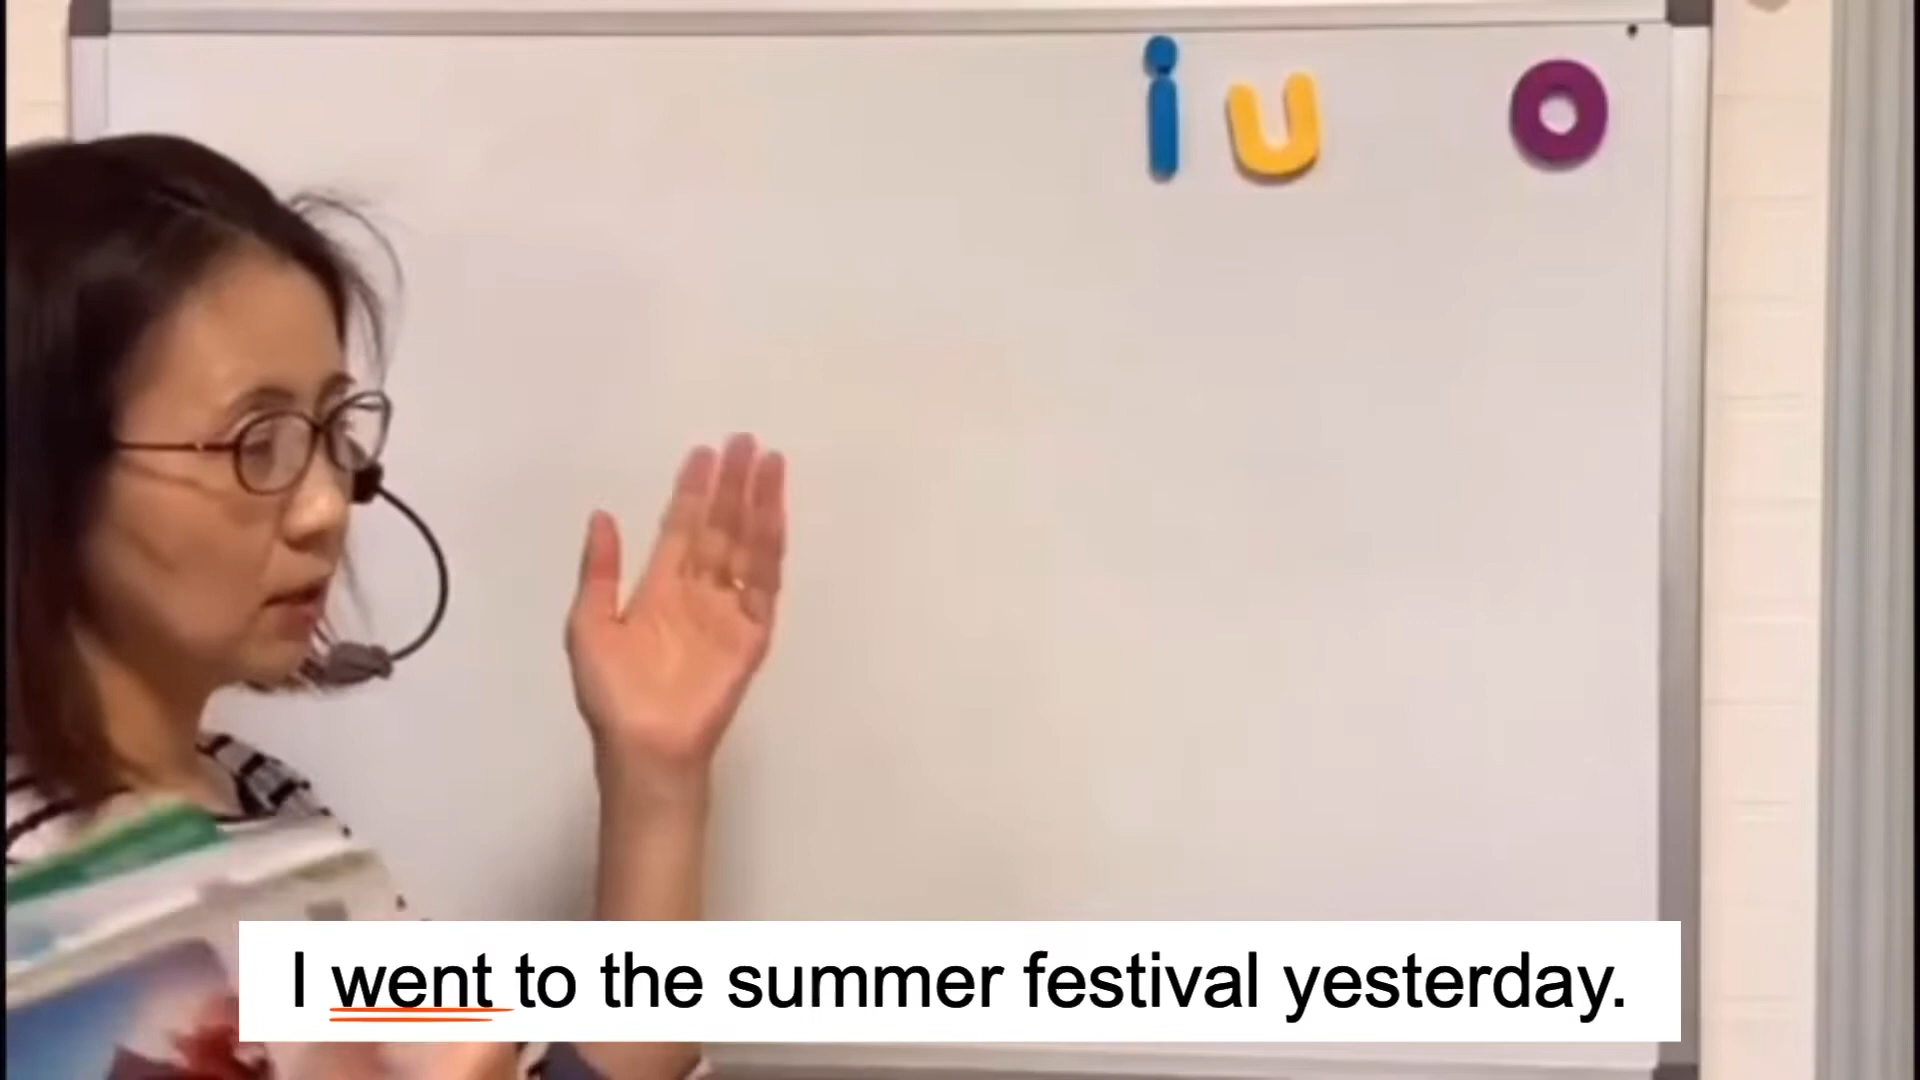 i u o
I went to the summer festival yesterday.